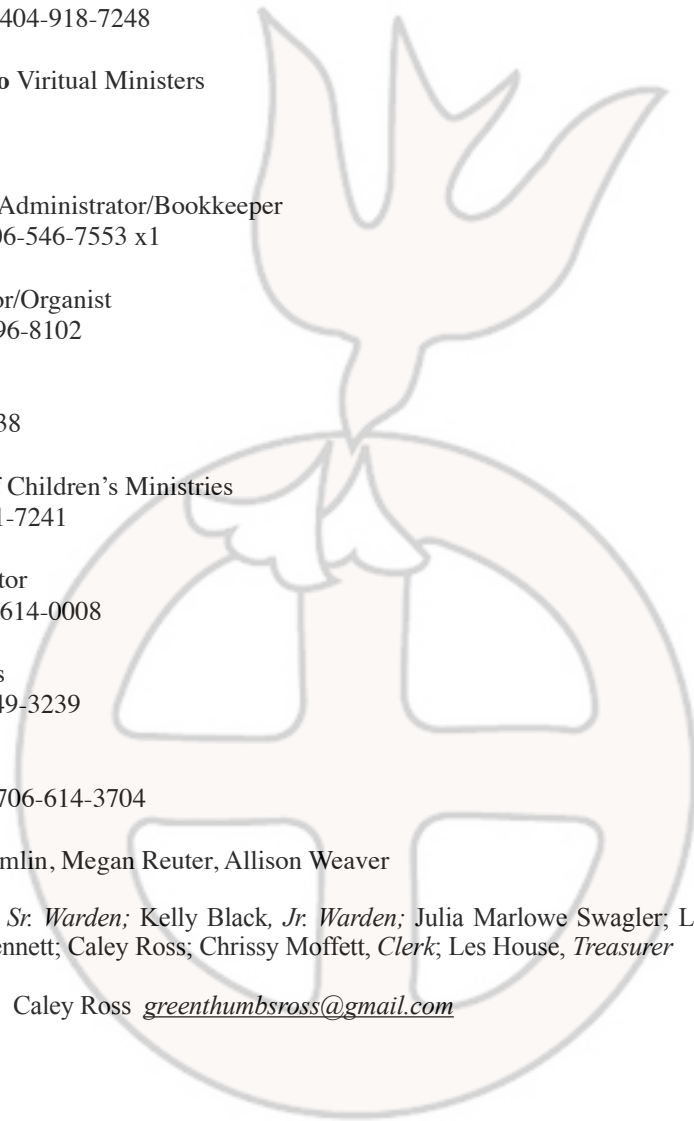 404-918-7248
o Viritual Ministers
Administrator/Bookkeeper
06-546-7553 x1
or/Organist
96-8102
38
f Children’s Ministries
1-7241
tor
614-0008
s
49-3239
706-614-3704
mlin, Megan Reuter, Allison Weaver
Sr. Warden; Kelly Black, Jr. Warden; Julia Marlowe Swagler; L
ennett; Caley Ross; Chrissy Moffett, Clerk; Les House, Treasurer
Caley Ross greenthumbsross@gmail.com